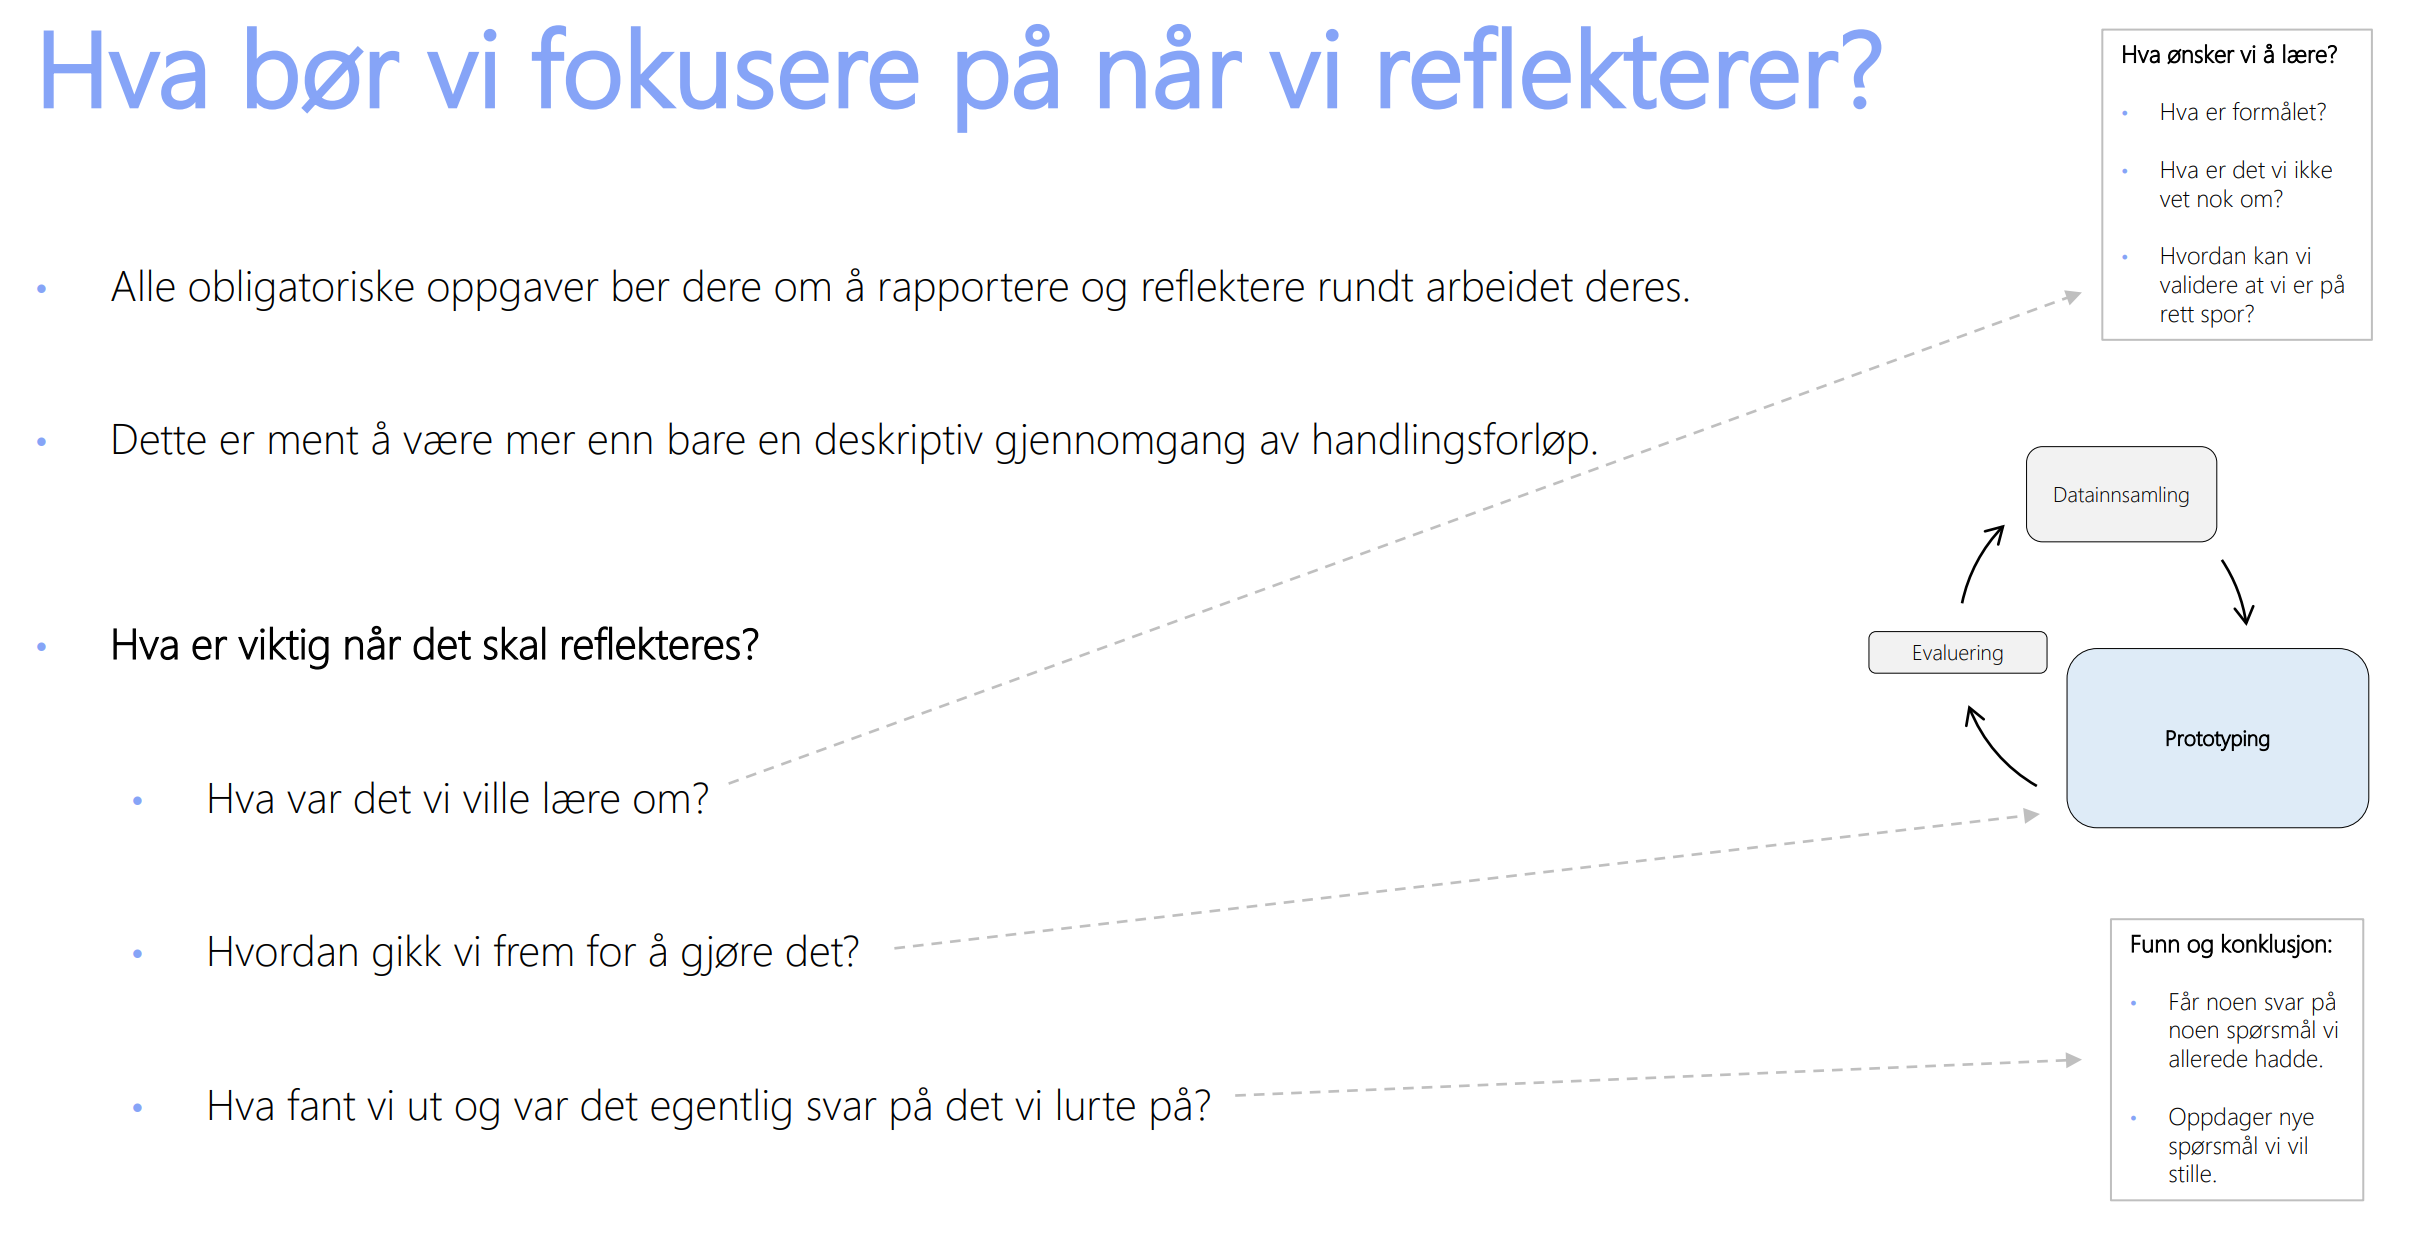 Hva bør vi fokusere på når vi reflekterer?
Alle obligatoriske oppgaver ber dere om å rapportere og reflektere rundt arbeidet deres.
Dette er ment å være mer enn bare en deskriptiv gjennomgang av handlingsforløp.
Hva er viktig når det skal reflekteres?
Hva var det vi ville lære om?
Hvordan gikk vi frem for å gjøre det?
Hva fant vi ut og var det egentlig svar på det vi lurte på?
Hva ønsker vi å lære?
Hva er formålet?
Hva er det vi ikke
vet nok om?
Hvordan kan vi
validere at vi er på
rett spor?
Datainnsamling
Evaluering
Prototyping
Funn og konklusjon:
Får noen svar på
noen spørsmål vi
allerede hadde.
Oppdager nye
spørsmål vi vil
stille.